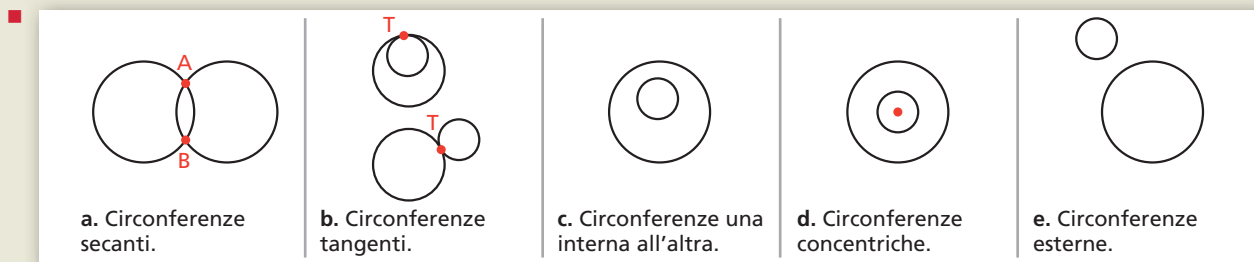 A
B
a. Circonferenze
secanti.
T
T
b. Circonferenze
tangenti.
c. Circonferenze una
interna all'altra.
d. Circonferenze
concentriche.
e. Circonferenze
esterne.